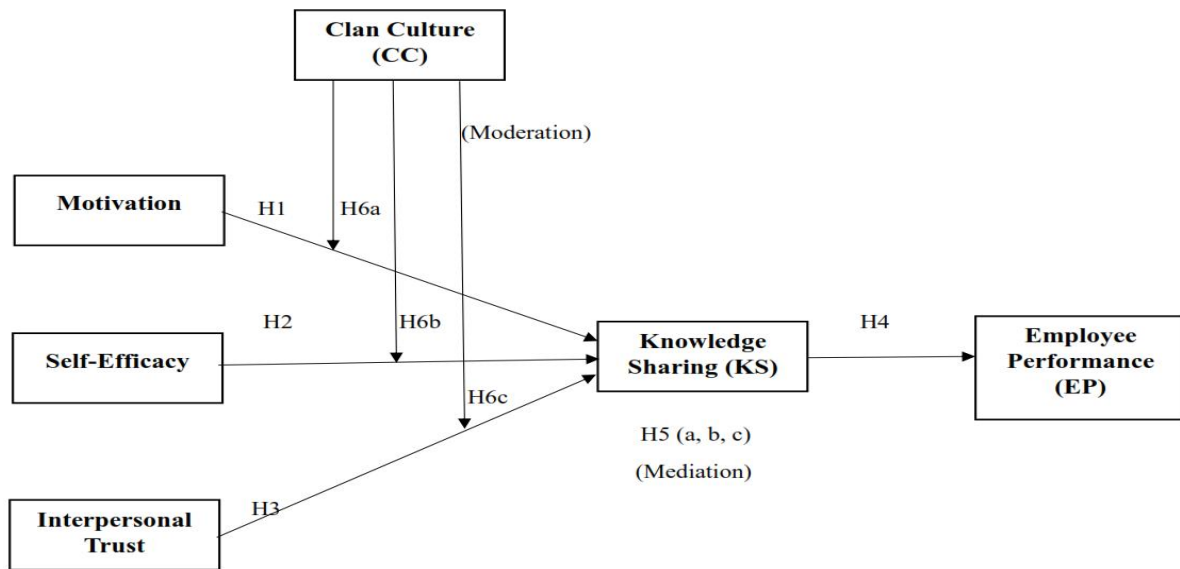 Clan Culture
(CC)
(Moderation)
Motivation
H1
H6a
H2
H6b
Self-Efficacy
Knowledge
Sharing (KS)
H4
Employee
Performance
(EP)
H6c
H5 (a, b, c)
(Mediation)
H3
Interpersonal
Trust